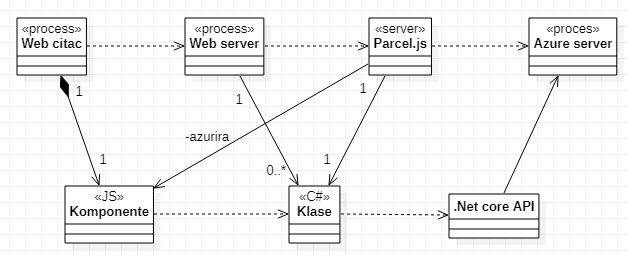 «process»
Web citac
«process»
Web server
«server»
Parcel.js
«proces»
Azure server
1
1
1
-azurira
1
0..*
1
«JS»
Komponente
«C#»
Klase
.Net core API